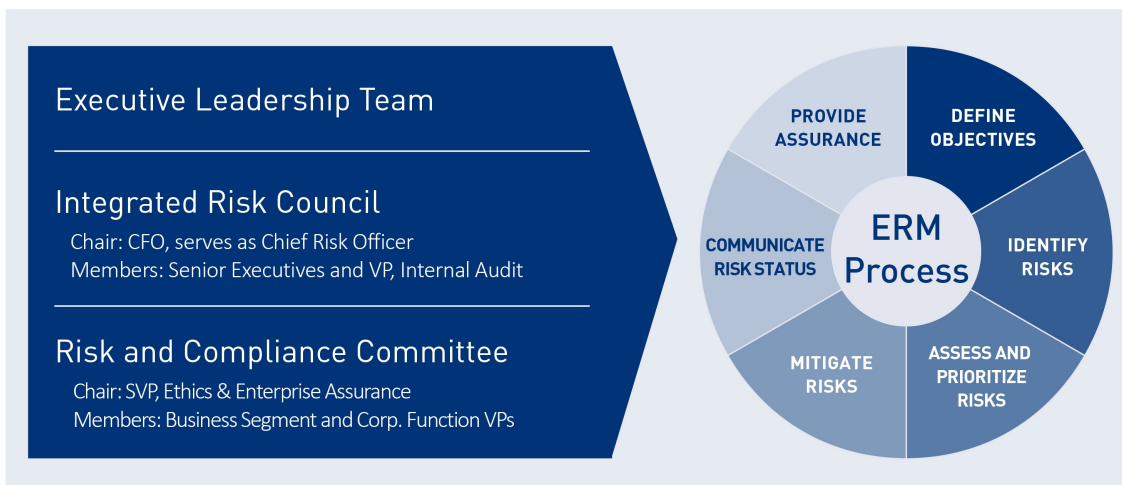 Executive Leadership Team
Integrated Risk Council
Chair: CFO, serves as Chief Risk Officer
Members: Senior Executives and VP, Internal Audit
Risk and Compliance Committee
Chair: SVP, Ethics & Enterprise Assurance
Members: Business Segment and Corp. Function VPs
ERM
Process
DEFINE
OBJECTIVES
IDENTIFY
RISKS
ASSESS AND
PRIORITIZE
RISKS
MITIGATE
RISKS
COMMUNICATE
RISK STATUS
PROVIDE
ASSURANCE